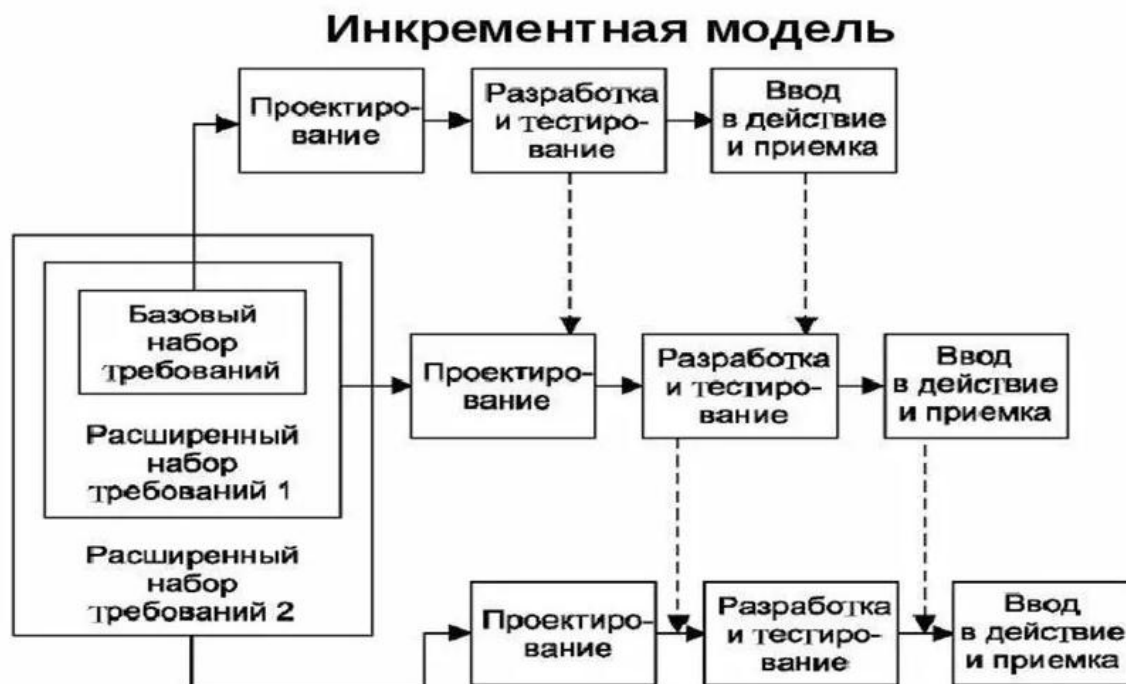 Инкрементная модель
Проектиро-
вание
Разработка
и тестиро-
вание
Ввод
в действие
и приемка
Базовый
набор
требований
Расширенный
набор
требований 1
Расширенный
набор
требований 2
Проектиро-
вание
Разработка
и тестиро-
вание
Ввод
в действие
и приемка
Проектиро-
вание
Разработка
и тестиро-
вание
Ввод
в действие
и приемка